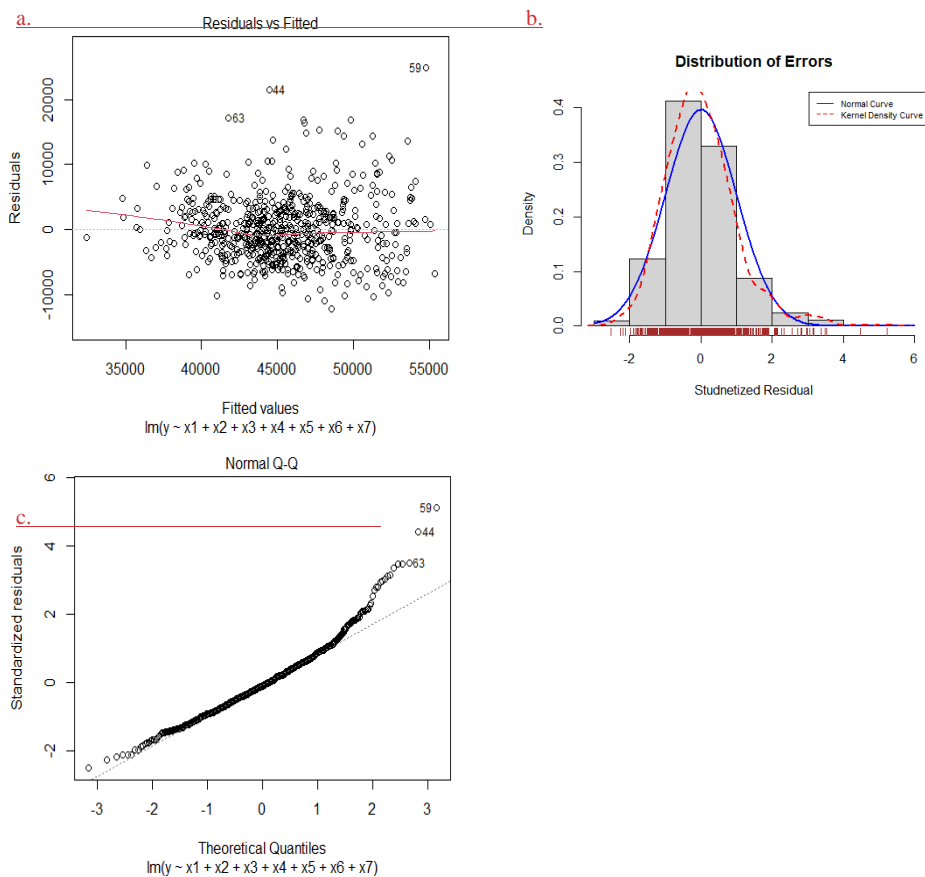 a.
Residuals vs Fitted
Residuals
-10000
0
10000
20000
59
44
63
35000 40000 45000 50000 55000
Fitted values
lm(y ~ x1 + x2 + x3 + x4 + x5 + x6 + x7)
b.
Distribution of Errors
Normal Curve
Kernel Density Curve
Density
0.0 0.1 0.2 0.3 0.4
-2 0 2 4 6
Studnetized Residual
c.
Normal Q-Q
Standardized residuals
-2 0 2 4 6
59
44
63
-3 -2 -1 0 1 2 3
Theoretical Quantiles
lm(y ~ x1 + x2 + x3 + x4 + x5 + x6 + x7)